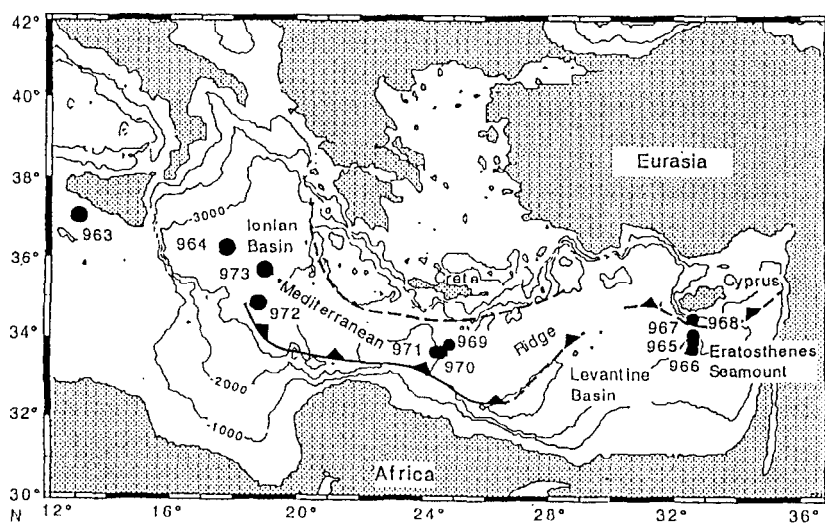 42°
40°
38°
36°
34°
32°
30°
N
12°
16°
20°
24°
28°
32°
36°
Eurasia
963
964
-3000
Ionian
Basin
973
972
Mediterranean
Crete
Cyprus
969
971
970
Ridge
967
968
965
966
Eratosthenes
Seamount
Levantine
Basin
-2000
-1000
Africa